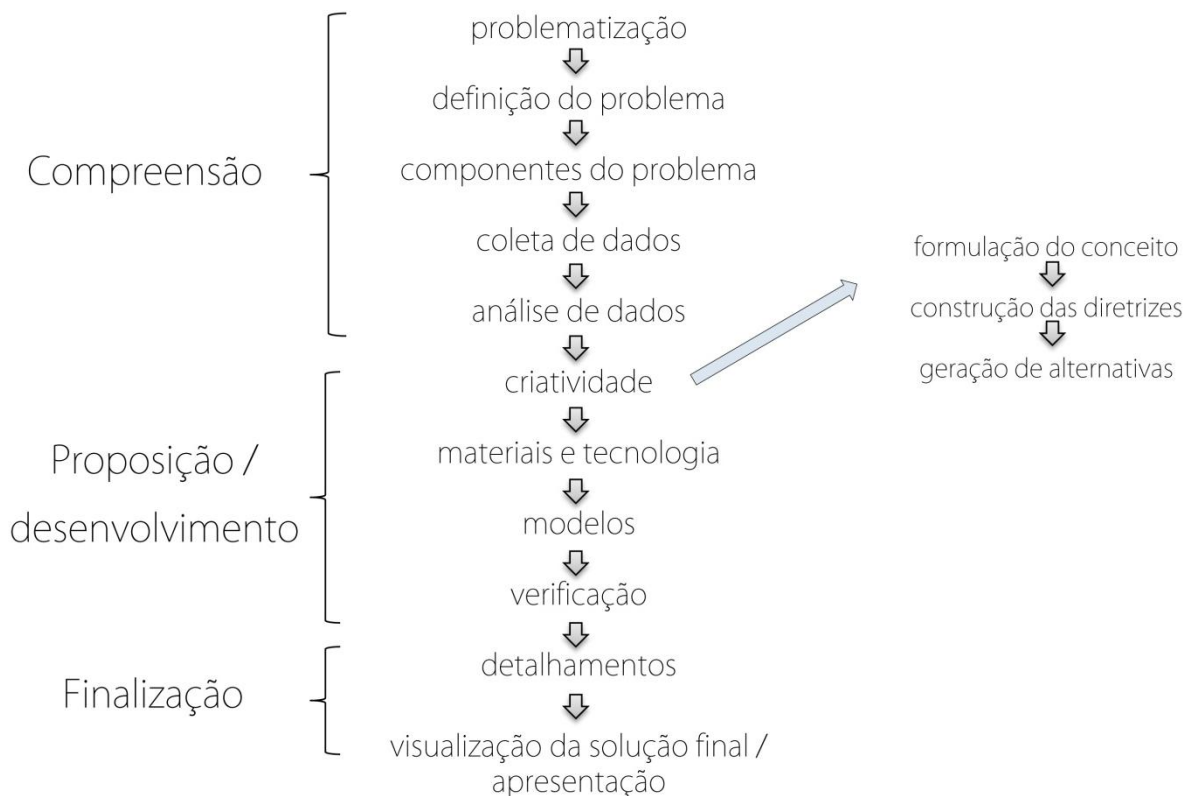 problematização
definição do problema
Compreensão
componentes do problema
coleta de dados
análise de dados
criatividade
formulação do conceito
construção das diretrizes
geração de alternativas
Proposição /
desenvolvimento
materiais e tecnologia
modelos
verificação
Finalização
detalhamentos
visualização da solução final /
apresentação